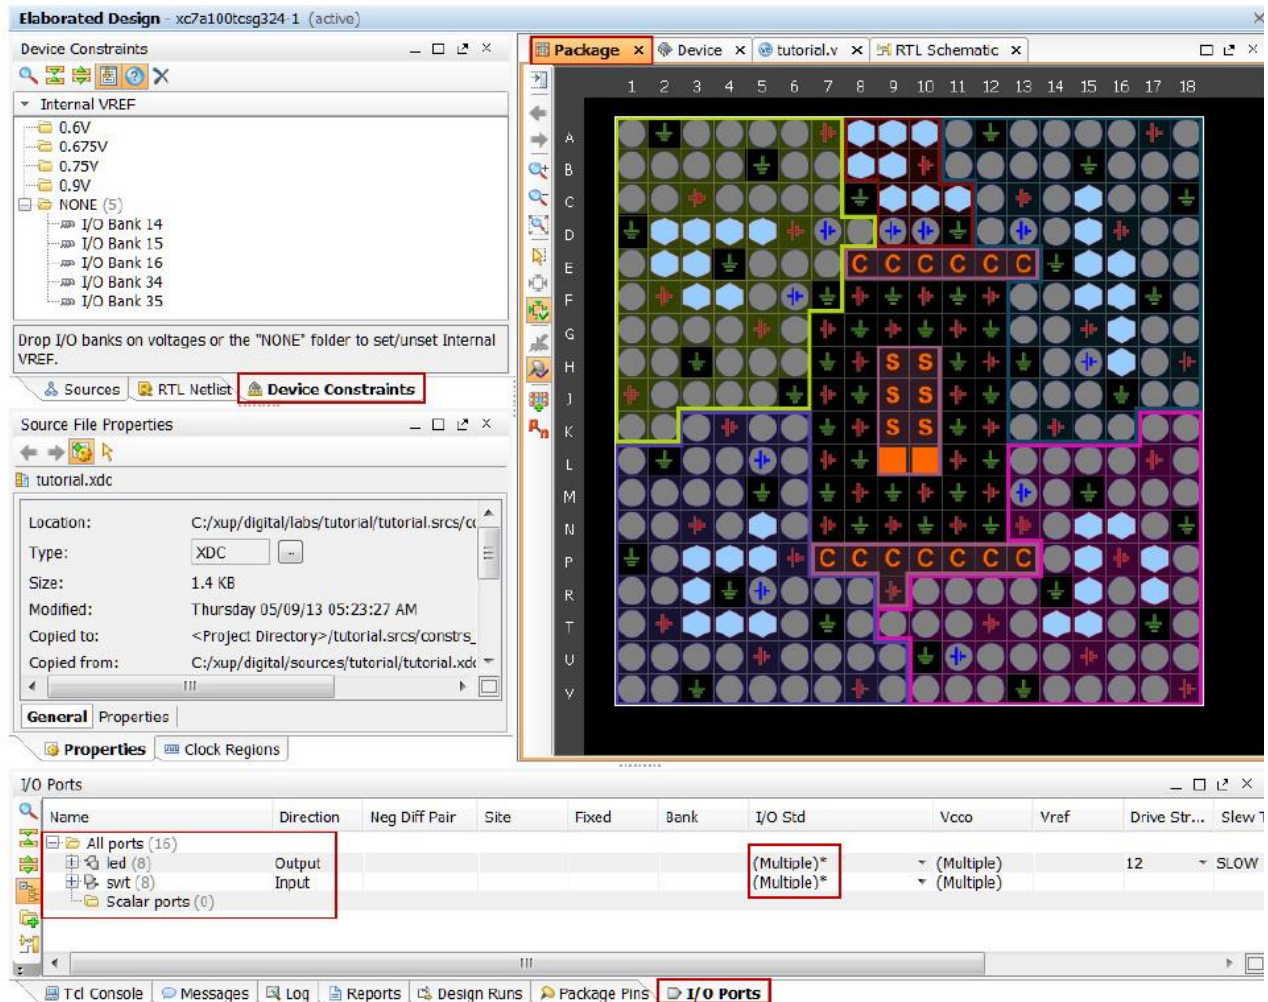 Elaborated Design - xc7a100tcsg324-1 (active)
Device Constraints
Internal VREF
0.6V
0.675V
0.75V
0.9V
NONE (5)
I/O Bank 14
I/O Bank 15
I/O Bank 16
I/O Bank 34
I/O Bank 35
Drop I/O banks on voltages or the "NONE" folder to set/unset Internal
VREF.
Sources RTL Netlist Device Constraints
Source File Properties
tutorial.xdc
Location: C:/xup/digital/labs/tutorial/tutorial.srcs/co
Type: XDC
Size: 1.4 KB
Modified: Thursday 05/09/13 05:23:27 AM
Copied to: <Project Directory>/tutorial.srcs/constrs_
Copied from: C:/xup/digital/sources/tutorial/tutorial.xdc
General Properties
Properties Clock Regions
Package Device tutorial.v RTL Schematic
1 2 3 4 5 6 7 8 9 10 11 12 13 14 15 16 17 18
A
B
C
D
E C C C C C C
F
G
H S S
J S S
K S S
L
M
N
P C C C C C C C
R
T
U
V
I/O Ports
Name Direction Neg Diff Pair Site Fixed Bank I/O Std Vcco Vref Drive Str... Slew T
All ports (16)
led (8) Output (Multiple)* (Multiple) 12 SLOW
swt (8) Input (Multiple)* (Multiple)
Scalar ports (0)
Tcl Console Messages Log Reports Design Runs Package Pins I/O Ports